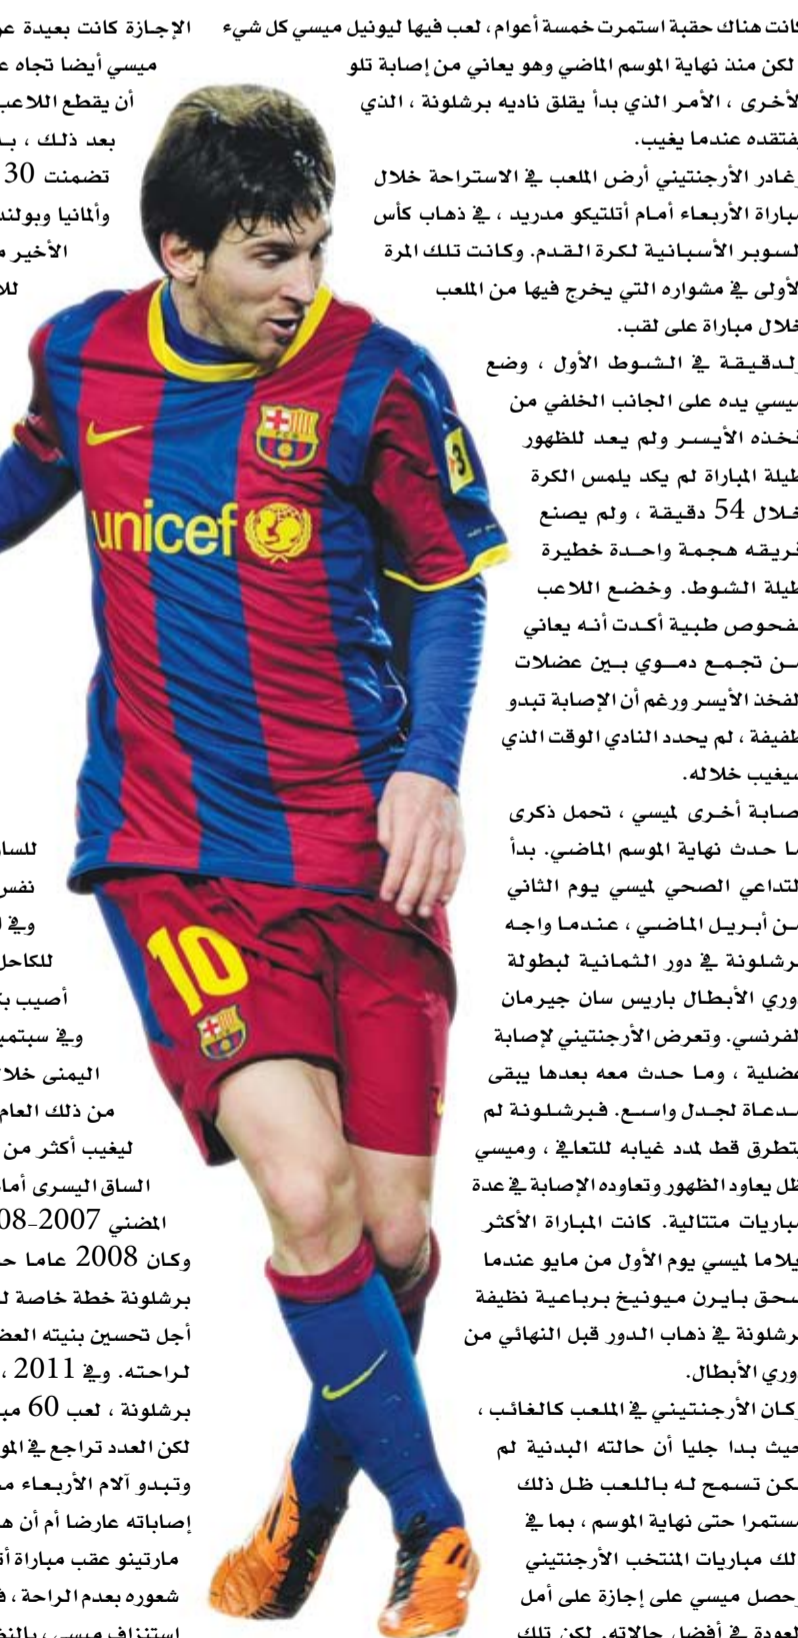 كانت هناك حقبة استمرت خمسة أعوام، لعب فيها ليونيل ميسي كل شيء
لكن منذ نهاية الموسم الماضي وهو يعاني من إصابة تلو
الأخرى ، الأمر الذي بدأ يقلق ناديه برشلونة ، الذي
يفتقده عندما يغيب.
وغادر الأرجنتيني أرض الملعب في الاستراحة خلال
مباراة الأربعاء أمام أتلتيكو مدريد ، في ذهاب كأس
السوبر الأسبانية لكرة القدم. وكانت تلك المرة
الأولى في مشواره التي يخرج فيها من الملعب
خلال مباراة على لقب.
لدقيقة في الشوط الأول ، وضع
ميسي يده على الجانب الخلفي من
فخذه الأيسر ولم يعد للظهور
طيلة المباراة لم يكد يلمس الكرة
خلال 54 دقيقة ، ولم يصنع
فريقه هجمة واحدة خطيرة
طيلة الشوط. وخضع اللاعب
لفحوص طبية أكدت أنه يعاني
من تجمع دموي بين عضلات
الفخذ الأيسر ورغم أن الإصابة تبدو
طفيفة ، لم يحدد النادي الوقت الذي
سيغيب خلاله.
إصابة أخرى لميسي ، تحمل ذكرى
ما حدث نهاية الموسم الماضي. بدأ
التداعي الصحي لميسي يوم الثاني
من أبريل الماضي ، عندما واجه
برشلونة في دور الثمانية لبطولة
دوري الأبطال باريس سان جيرمان
الفرنسي. وتعرض الأرجنتيني لإصابة
عضلية ، وما حدث معه بعدها يبقى
مدعاة لجدل واسع. فبرشلونة لم
يتطرق قط لمدد غيابه للتعافي ، وميسي
ظل يعاود الظهور وتعاوده الإصابة في عدة
مباريات متتالية. كانت المباراة الأكثر
إيلاما لميسي يوم الأول من مايو عندما
سحق بايرن ميونيخ برباعية نظيفة
برشلونة في ذهاب الدور قبل النهائي من
دوري الأبطال.
وكان الأرجنتيني في الملعب كالغائب ،
حيث بدا جليا أن حالته البدنية لم
تكن تسمح له باللعب ظل ذلك
مستمرا حتى نهاية الموسم ، بما في
ذلك مباريات المنتخب الأرجنتيني
وحصل ميسي على إجازة على أمل
العودة في أفضل حالاته. لكن تلك
الإجازة كانت بعيدة
ميسي أيضا تجاه
أن يقطع اللاعب
بعد ذلك ،
تضمنت 30
وألمانيا
الأخير
نفس
للكاحل
أصيب
وفي
اليمنى
من ذلك العام
ليغيب أكثر من
الساق اليسرى
المضني 2007-08
وكان 2008 عاما
برشلونة خطة خاصة
أجل تحسين بنيته
لراحته. وفي 2011 ،
برشلونة ، لعب 60
لكن العدد تراجع في
وتبدو آلام الأربعاء
إصاباته عارضا أم أن
مارتينو عقب مباراة
شعوره بعدم الراحة ،
استنزاف ميسي ،
unicef
10